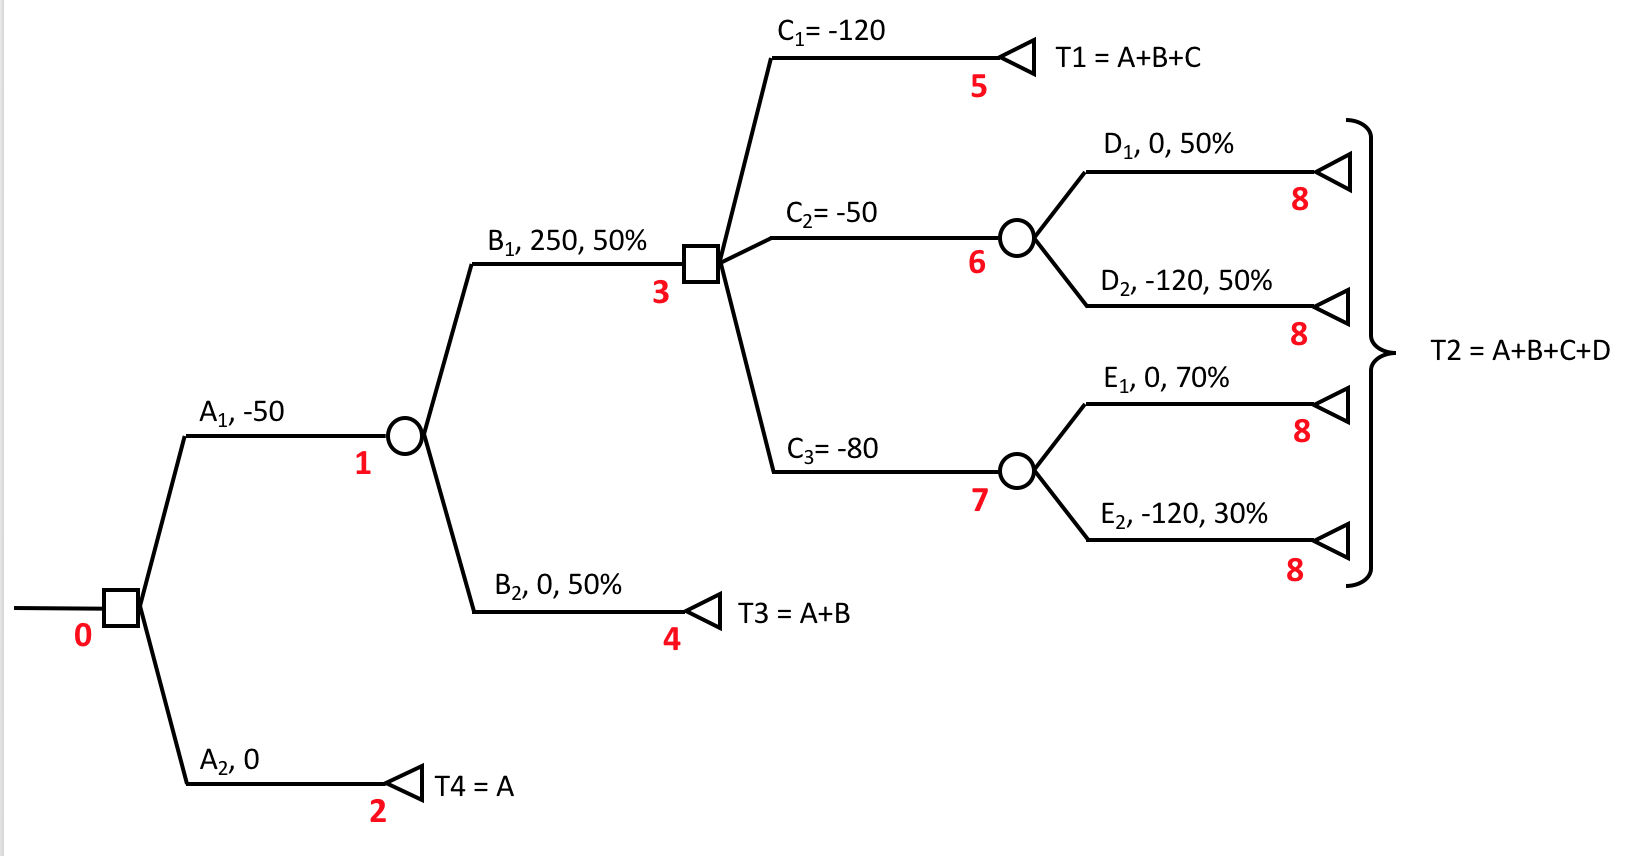 C₁= -120
T1 = A+B+C
5
D₁, 0, 50%
8
C₂= -50
B₁, 250, 50%
6
3
D₂, -120, 50%
8
T2 = A+B+C+D
E₁, 0, 70%
8
A₁, -50
1
C₃= -80
7
E₂, -120, 30%
8
B₂, 0, 50%
T3 = A+B
4
0
A₂, 0
T4 = A
2